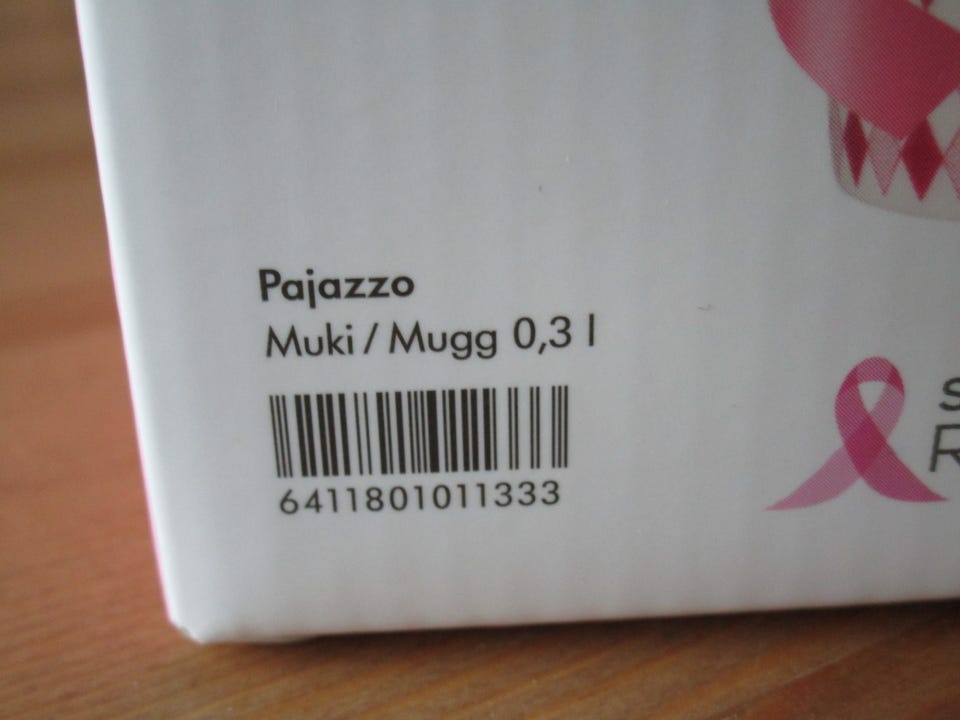 Pajazzo
Muki / Mugg 0,3 l
6411801011333